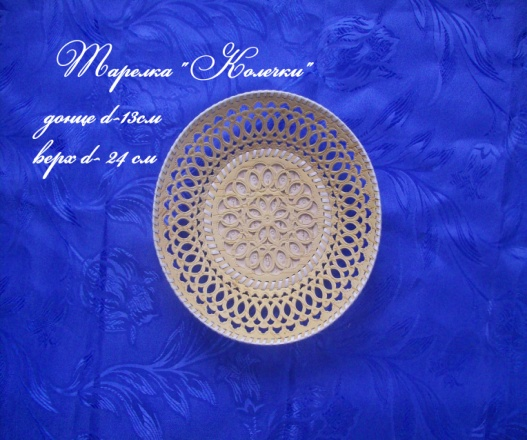 Тарелка "Колечки"
донце d-13см
верх d- 24 см